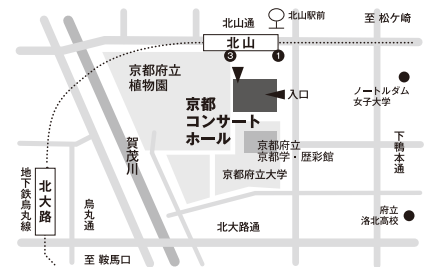 北山通
北山駅前
至 松ケ崎
北山
3
1
京都府立
植物園
入口
京都
コンサート
ホール
ノートルダム
女子大学
賀茂川
京都府立
京都学・歴彩館
下鴨本通
京都府立大学
地下鉄烏丸線
北大路
烏丸通
府立
洛北高校
北大路通
至 鞍馬口